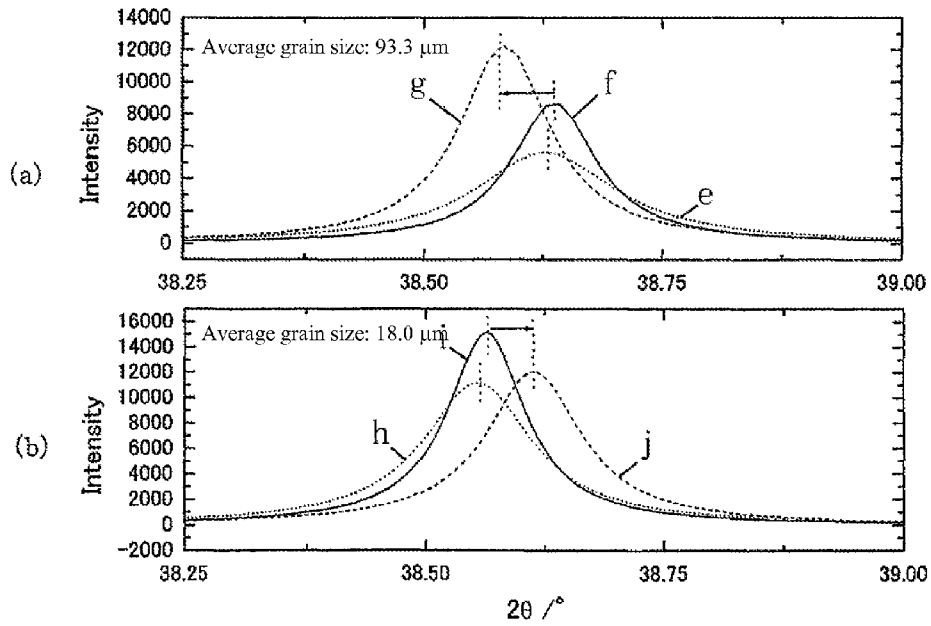 (a)
Intensity
14000
12000
10000
8000
6000
4000
2000
0
Average grain size: 93.3 μm
g
f
e
38.25
38.50
38.75
39.00
(b)
Intensity
16000
14000
12000
10000
8000
6000
4000
2000
0
-2000
Average grain size: 18.0 μm
i
h
j
38.25
38.50
38.75
39.00
2θ /°